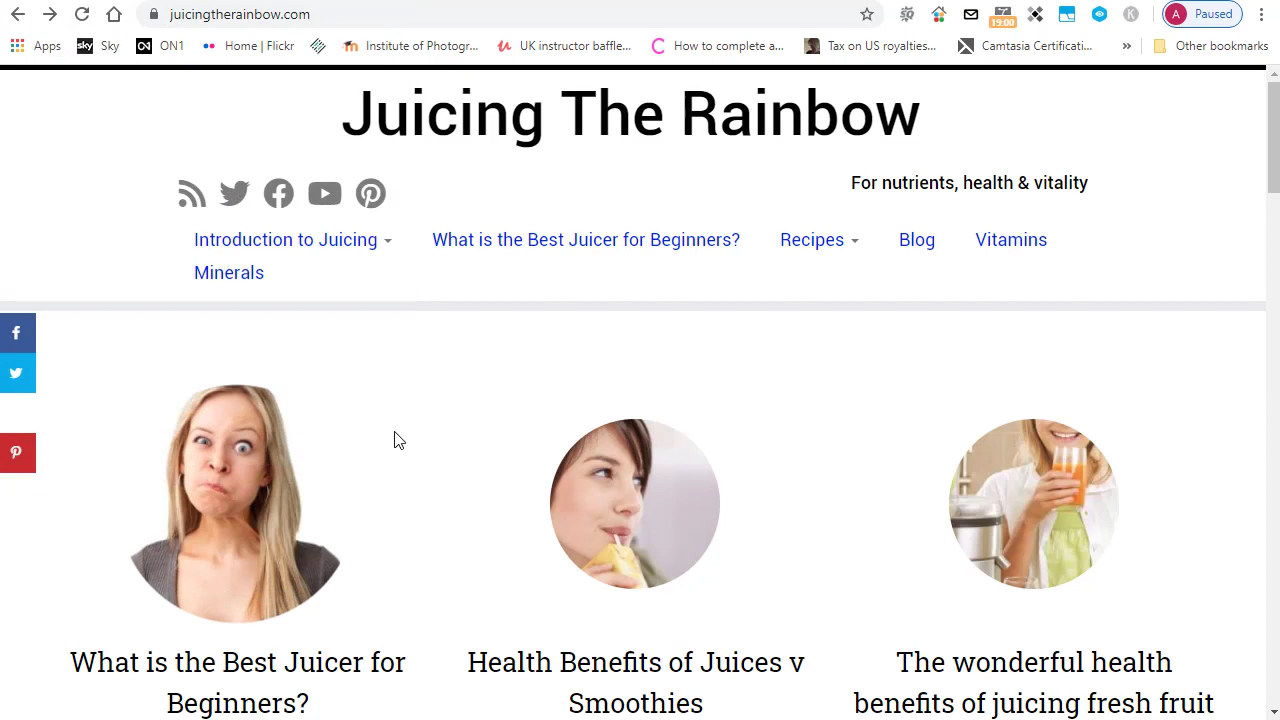 juicingtherainbow.com
19:00
K
A Paused
Apps
sky Sky
ON1
Home | Flickr
Institute of Photogr...
UK instructor baffle...
How to complete a...
Tax on US royalties...
Camtasia Certificati...
»
Other bookmarks
Juicing The Rainbow
For nutrients, health & vitality
Introduction to Juicing
What is the Best Juicer for Beginners?
Recipes
Blog
Vitamins
Minerals
What is the Best Juicer for
Beginners?
Health Benefits of Juices v
Smoothies
The wonderful health
benefits of juicing fresh fruit